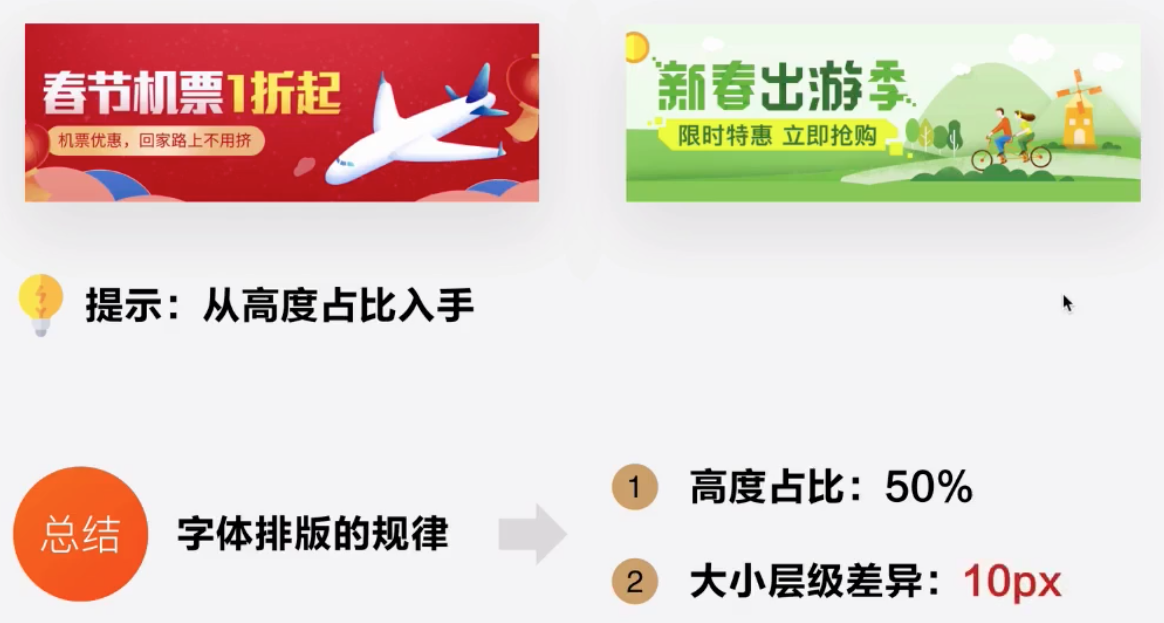 春节机票1折起
机票优惠，回家路上不用挤
新春出游季
限时特惠 立即抢购
提示：从高度占比入手
总结
字体排版的规律
1 高度占比：50%
2 大小层级差异：10px